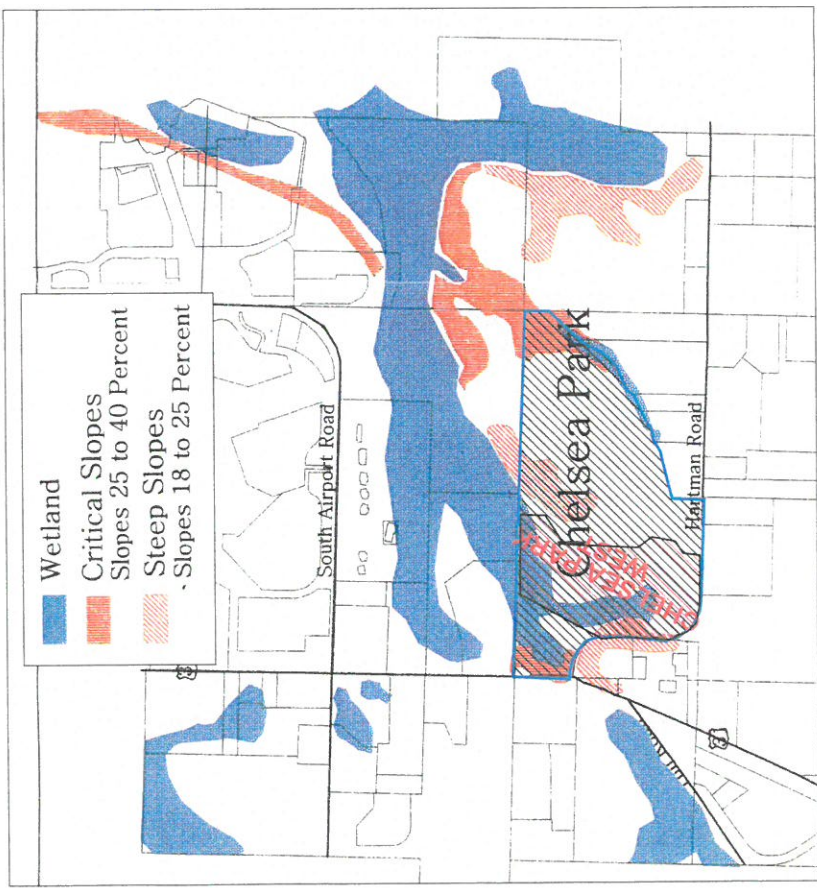 Wetland
Critical Slopes
Slopes 25 to 40 Percent
Steep Slopes
- Slopes 18 to 25 Percent
South Airport Road
Chelsea Park
CHELSEA PARK
WEST
Hartman Road